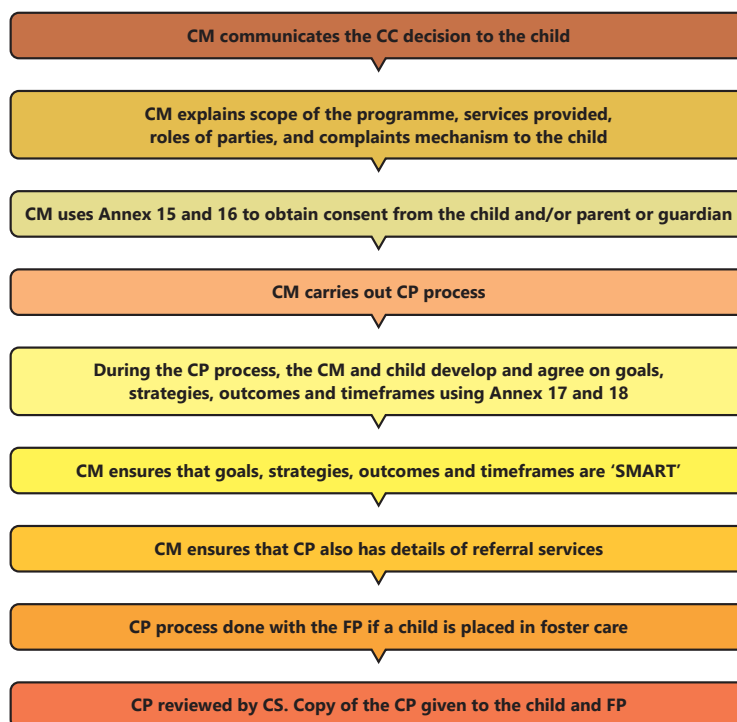 CM communicates the CC decision to the child
CM explains scope of the programme, services provided,
roles of parties, and complaints mechanism to the child
CM uses Annex 15 and 16 to obtain consent from the child and/or parent or guardian
CM carries out CP process
During the CP process, the CM and child develop and agree on goals,
strategies, outcomes and timeframes using Annex 17 and 18
CM ensures that goals, strategies, outcomes and timeframes are ‘SMART’
CM ensures that CP also has details of referral services
CP process done with the FP if a child is placed in foster care
CP reviewed by CS. Copy of the CP given to the child and FP